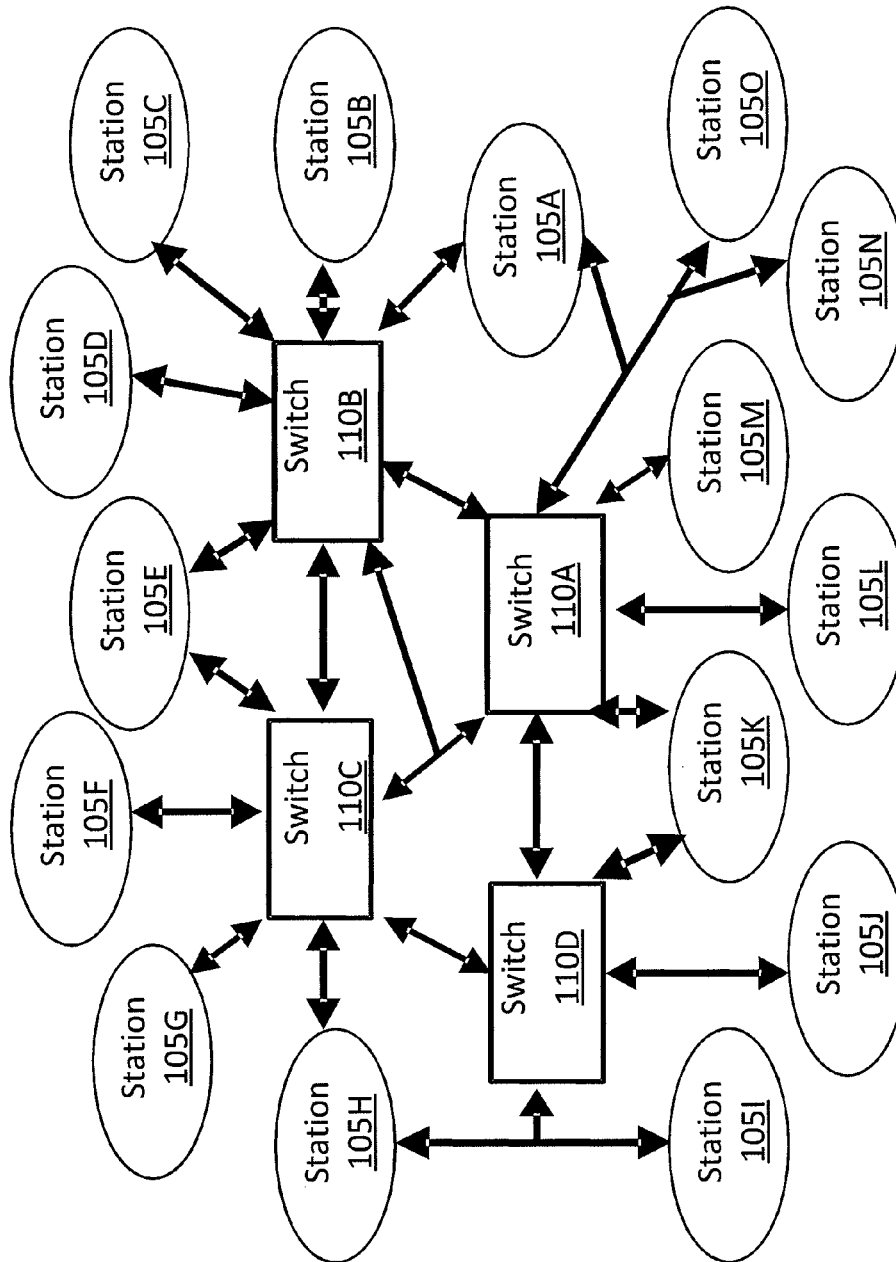 Station
105C
Station
105D
Station
105B
Station
105E
Switch
110B
Station
105A
Station
105F
Switch
110C
Station
105O
Station
105G
Switch
110A
Station
105M
Station
105N
Station
105H
Switch
110D
Station
105K
Station
105L
Station
105I
Station
105J